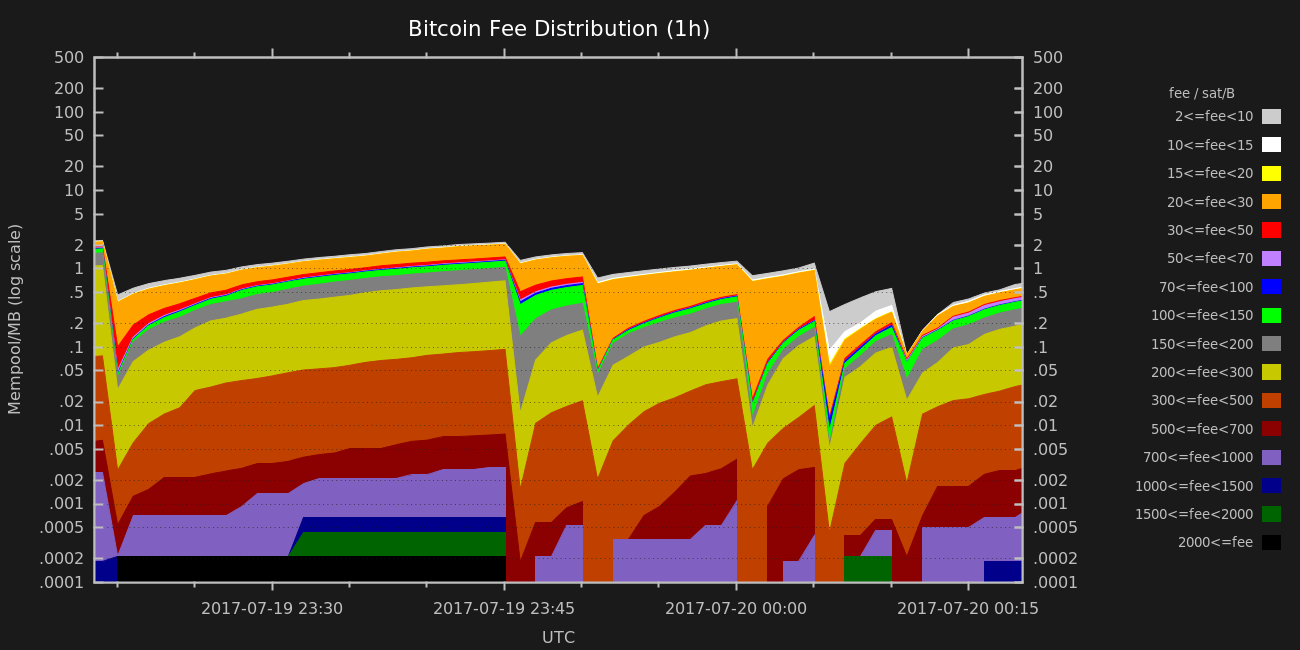 Bitcoin Fee Distribution (1h)
500
200
100
50
20
10
5
2
1
.5
.2
.1
.05
.02
.01
.005
.002
.001
.0005
.0002
.0001
Mempool/MB (log scale)
500
200
100
50
20
10
5
2
1
.5
.2
.1
.05
.02
.01
.005
.002
.001
.0005
.0002
.0001
2017-07-19 23:30
2017-07-19 23:45
2017-07-20 00:00
2017-07-20 00:15
UTC
fee / sat/B
2<=fee<10
10<=fee<15
15<=fee<20
20<=fee<30
30<=fee<50
50<=fee<70
70<=fee<100
100<=fee<150
150<=fee<200
200<=fee<300
300<=fee<500
500<=fee<700
700<=fee<1000
1000<=fee<1500
1500<=fee<2000
2000<=fee